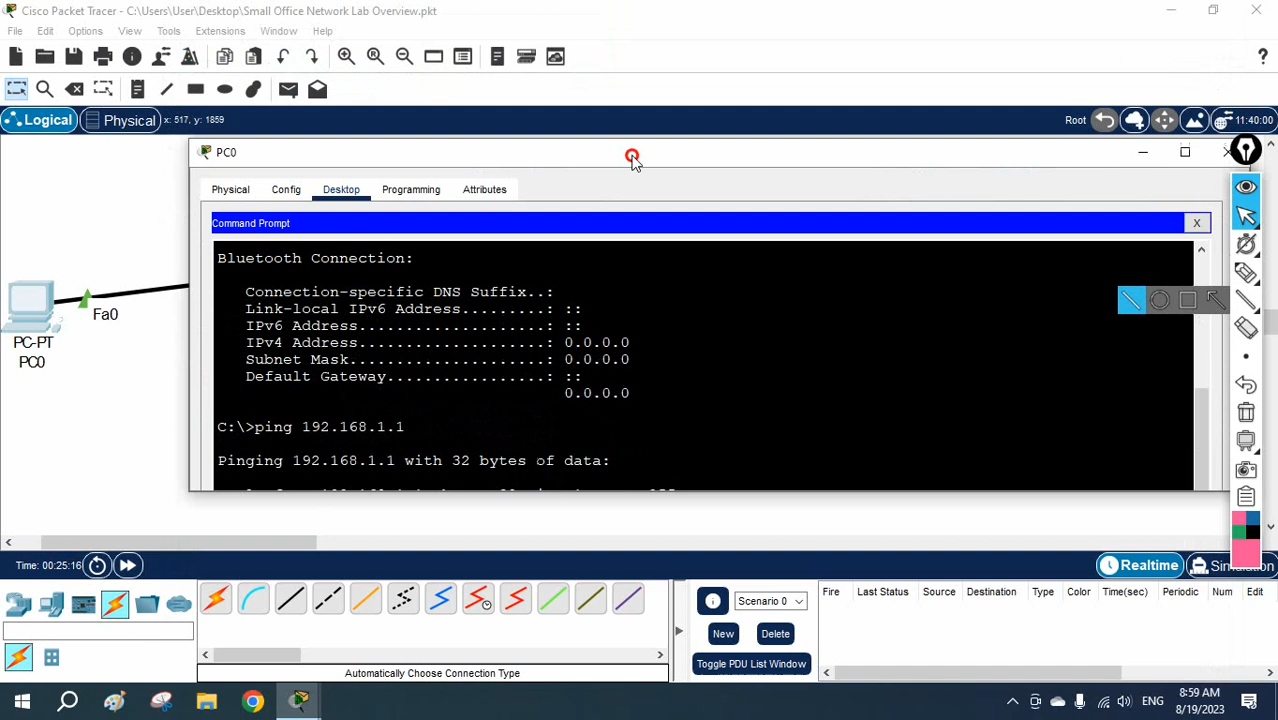 Cisco Packet Tracer - C:\Users\User\Desktop\Small Office Network Lab Overview.pkt
File Edit Options View Tools Extensions Window Help
Logical Physical x: 517, y: 1859 Root 11:40:00
PC0
Physical Config Desktop Programming Attributes
Command Prompt X
Bluetooth Connection:
Connection-specific DNS Suffix..:
Link-local IPv6 Address.........: ::
IPv6 Address....................: ::
IPv4 Address....................: 0.0.0.0
Subnet Mask.....................: 0.0.0.0
Default Gateway.................: ::
0.0.0.0
C:\>ping 192.168.1.1
Pinging 192.168.1.1 with 32 bytes of data:
Fa0
PC-PT
PC0
Time: 00:25:16 Realtime Simulation
Scenario 0
New Delete
Toggle PDU List Window
Fire Last Status Source Destination Type Color Time(sec) Periodic Num Edit
Automatically Choose Connection Type
ENG
8:59 AM
8/19/2023